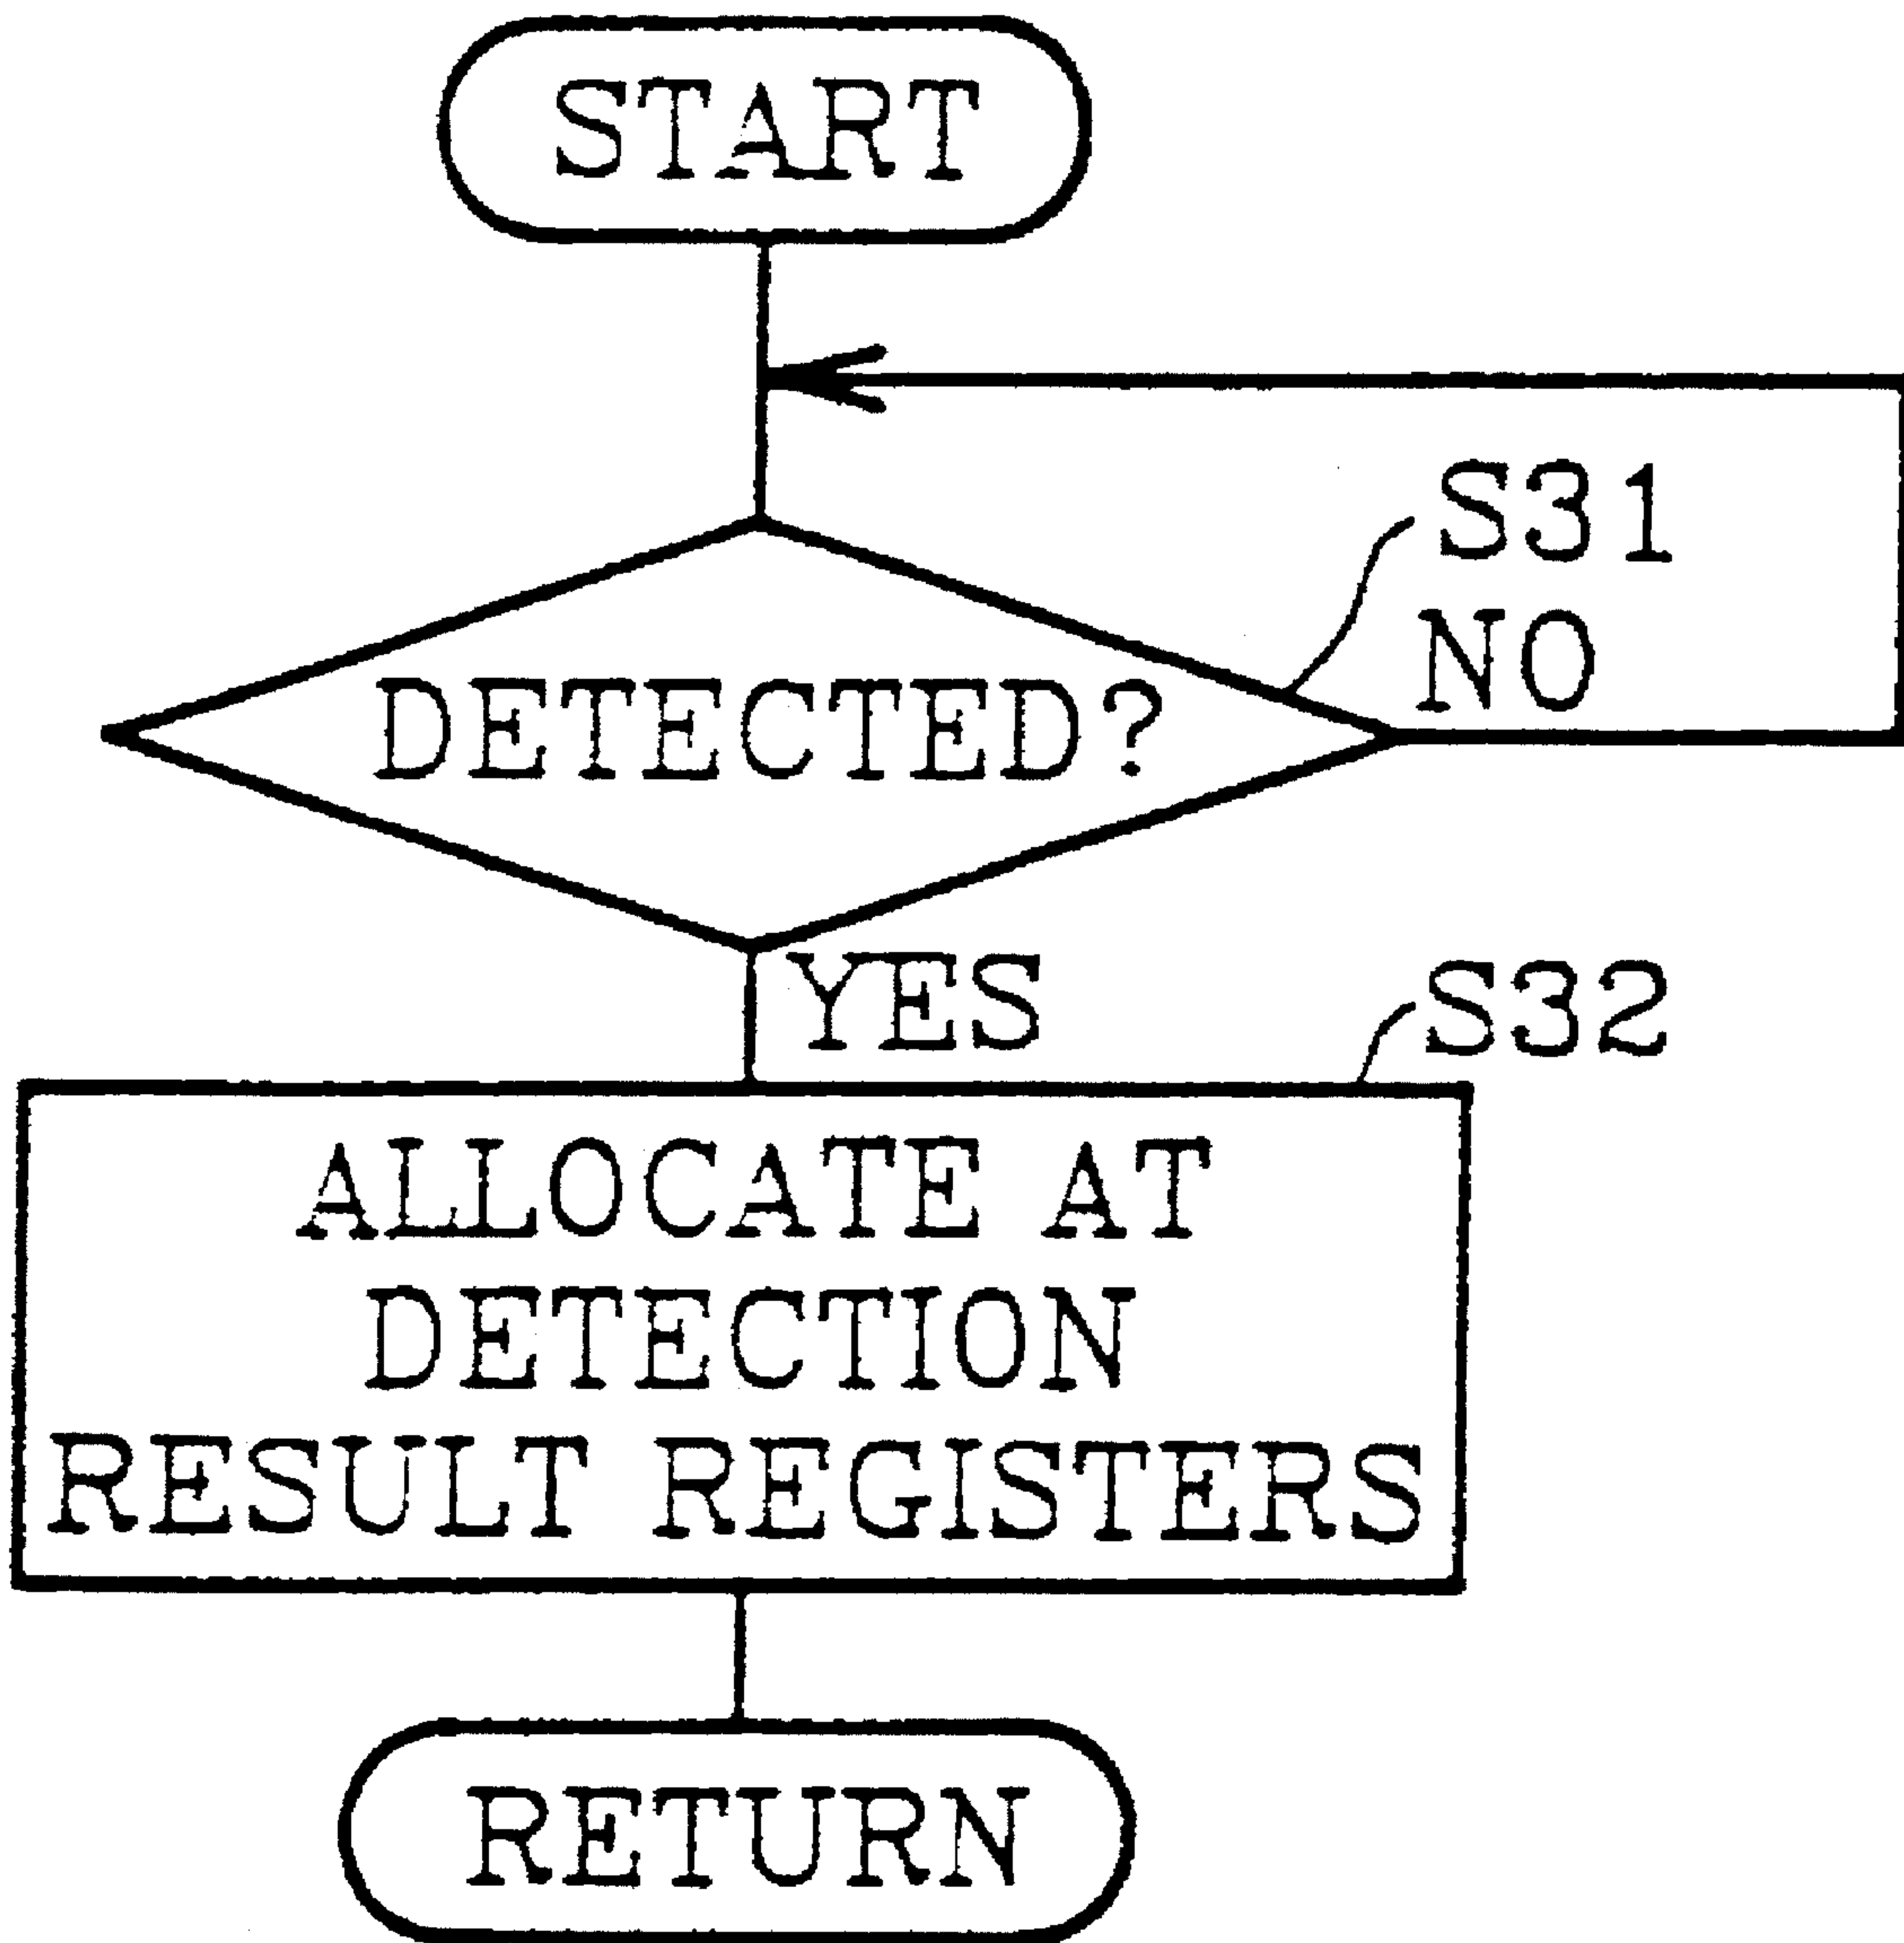 START
S31
NO
DETECTED?
YES
S32
ALLOCATE AT
DETECTION
RESULT REGISTERS
RETURN